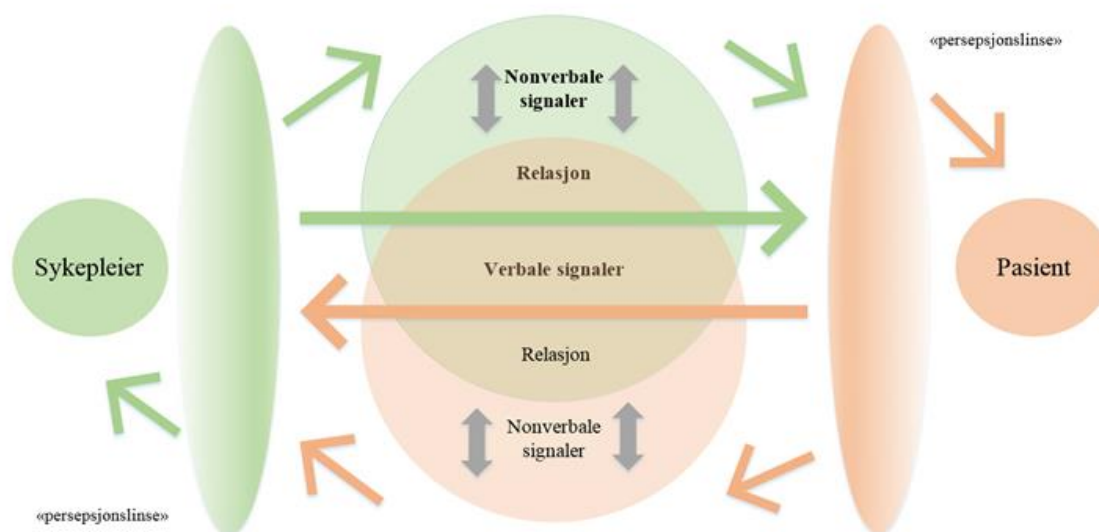 «persepsjonslinse»
Nonverbale
signaler
Relasjon
Sykepleier
Verbale signaler
Pasient
Relasjon
Nonverbale
signaler
«persepsjonslinse»